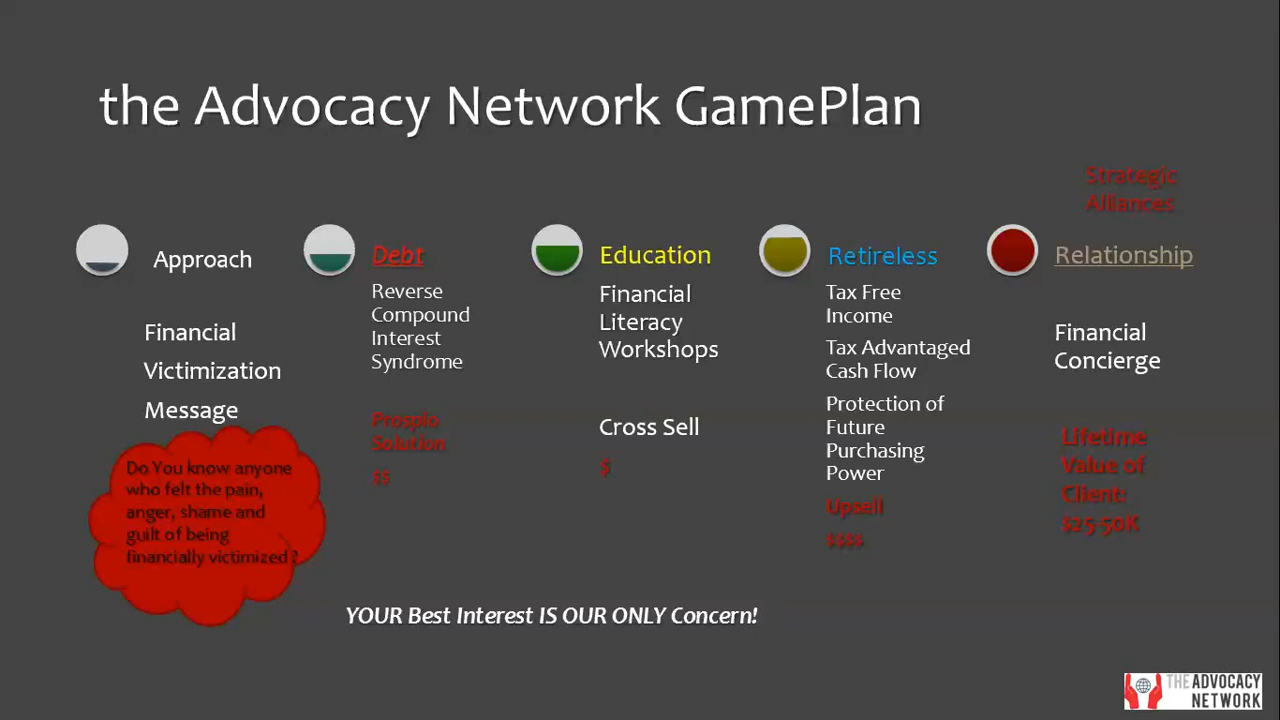 the Advocacy Network GamePlan
Approach
Financial
Victimization
Message
Do You know anyone
who felt the pain,
anger, shame and
guilt of being
financially victimized ?
Debt
Reverse
Compound
Interest
Syndrome
Prospio
Solution
$$
Education
Financial
Literacy
Workshops
Cross Sell
$
Retireless
Tax Free
Income
Tax Advantaged
Cash Flow
Protection of
Future
Purchasing
Power
Upsell
$$$$
Strategic
Alliances
Relationship
Financial
Concierge
Lifetime
Value of
Client:
$25-50K
YOUR Best Interest IS OUR ONLY Concern!
THE ADVOCACY
NETWORK